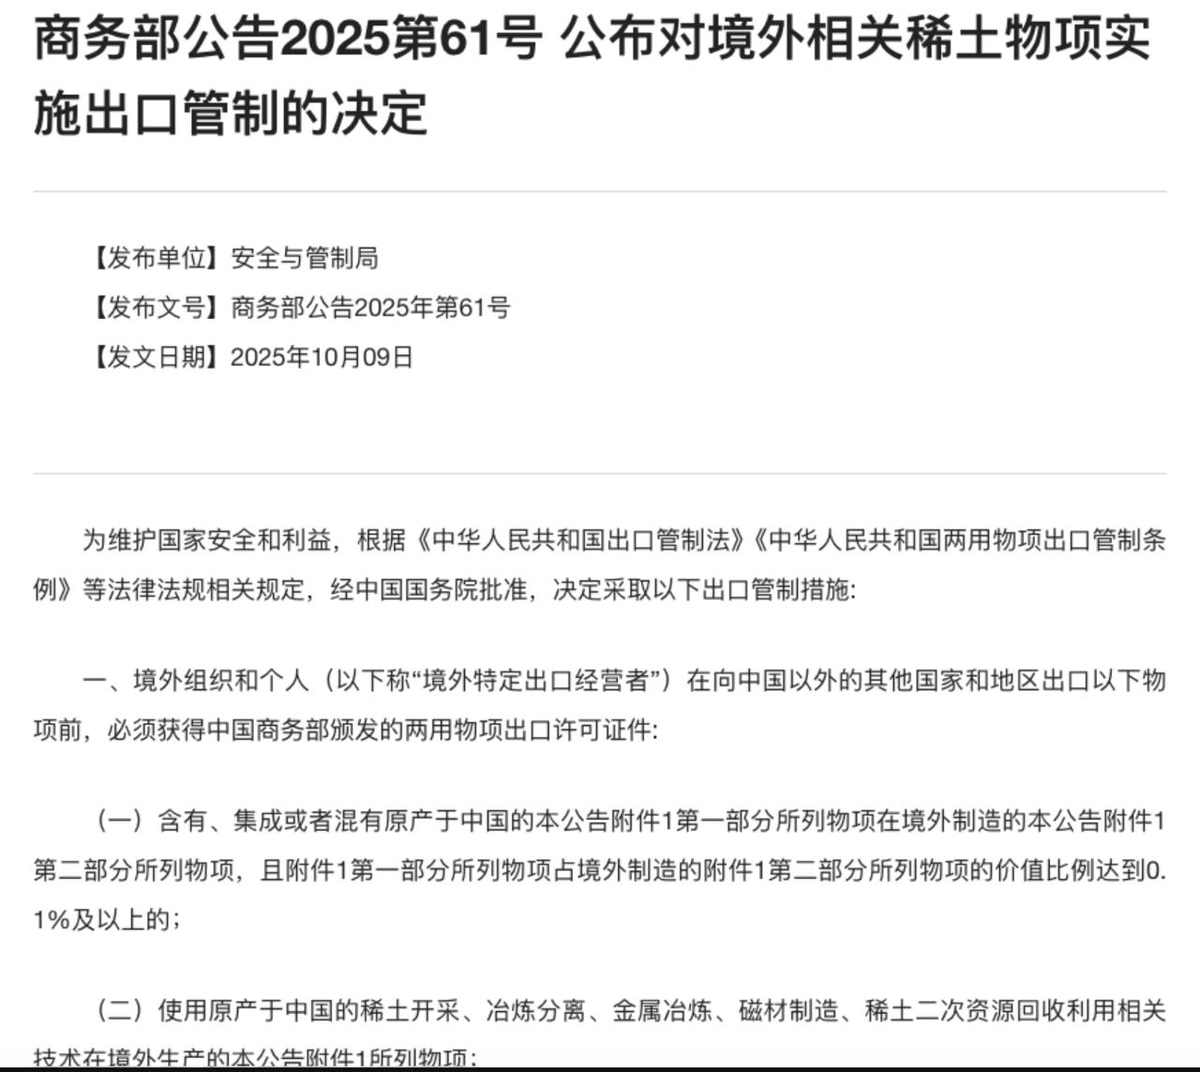 商务部公告2025第61号 公布对境外相关稀土物项实
施出口管制的决定
【发布单位】安全与管制局
【发布文号】商务部公告2025年第61号
【发文日期】2025年10月09日
为维护国家安全和利益，根据《中华人民共和国出口管制法》《中华人民共和国两用物项出口管制条
例》等法律法规相关规定，经中国国务院批准，决定采取以下出口管制措施:
一、境外组织和个人（以下称“境外特定出口经营者”）在向中国以外的其他国家和地区出口以下物
项前，必须获得中国商务部颁发的两用物项出口许可证件:
（一）含有、集成或者混有原产于中国的本公告附件1第一部分所列物项在境外制造的本公告附件1
第二部分所列物项，且附件1第一部分所列物项占境外制造的附件1第二部分所列物项的价值比例达到0.
1%及以上的；
（二）使用原产于中国的稀土开采、冶炼分离、金属冶炼、磁材制造、稀土二次资源回收利用相关
技术在境外生产的本公告附件1所列物项；